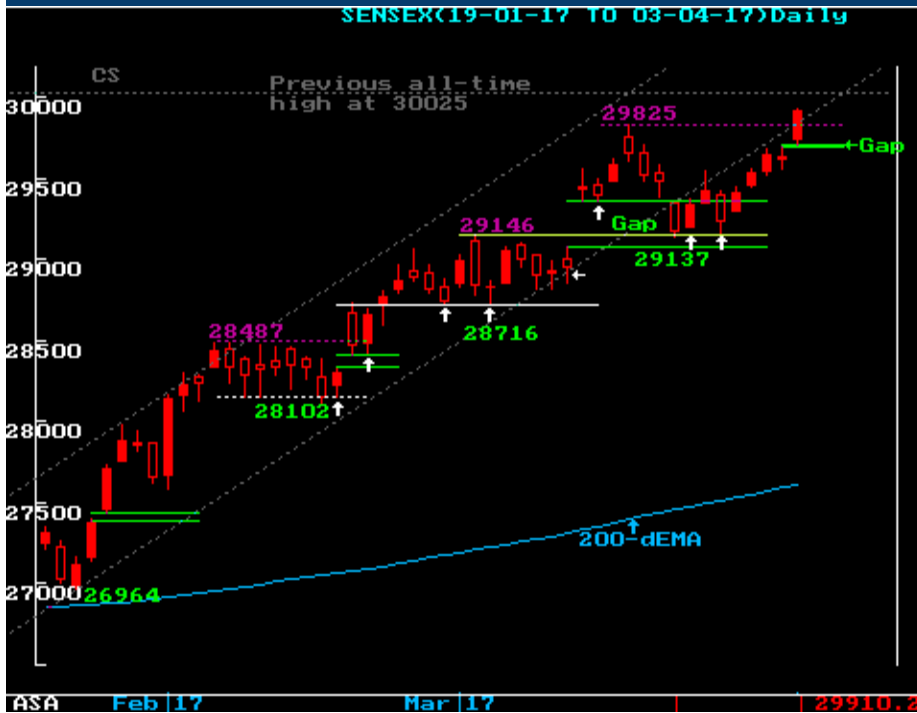 SENSEX(19-01-17 TO 03-04-17)Daily
CS
Previous all-time
high at 30025
30000
29825
←Gap
29500
29146
Gap
29137
29000
28716
28487
28500
28102
28000
27500
200-dEMA
27000
26964
ASA Feb 17 Mar 17 29910.2